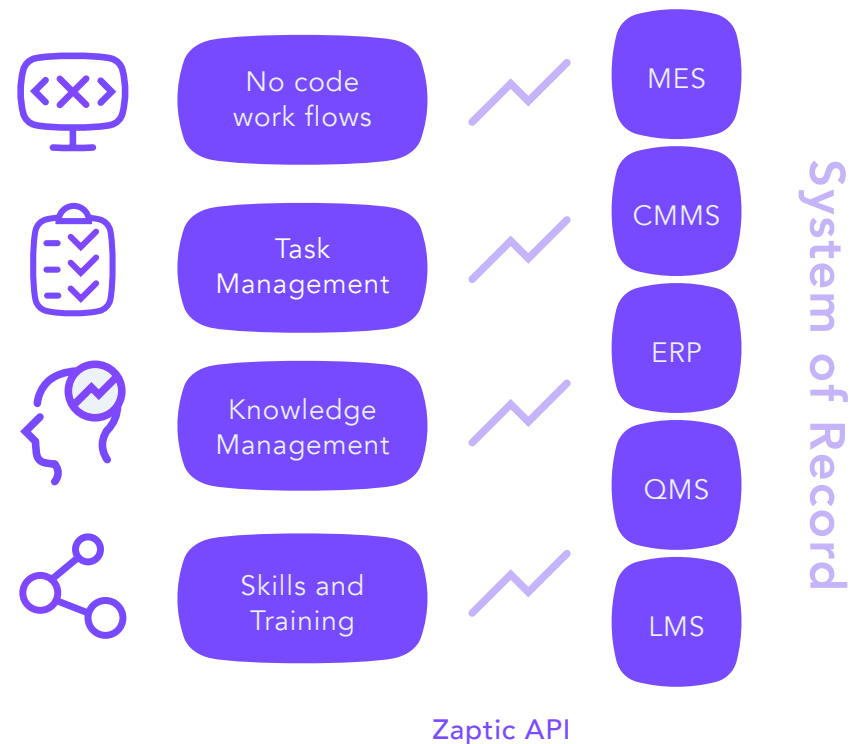 No code
work flows
Task
Management
Knowledge
Management
Skills and
Training
MES
CMMS
ERP
QMS
LMS
System of Record
Zaptic API